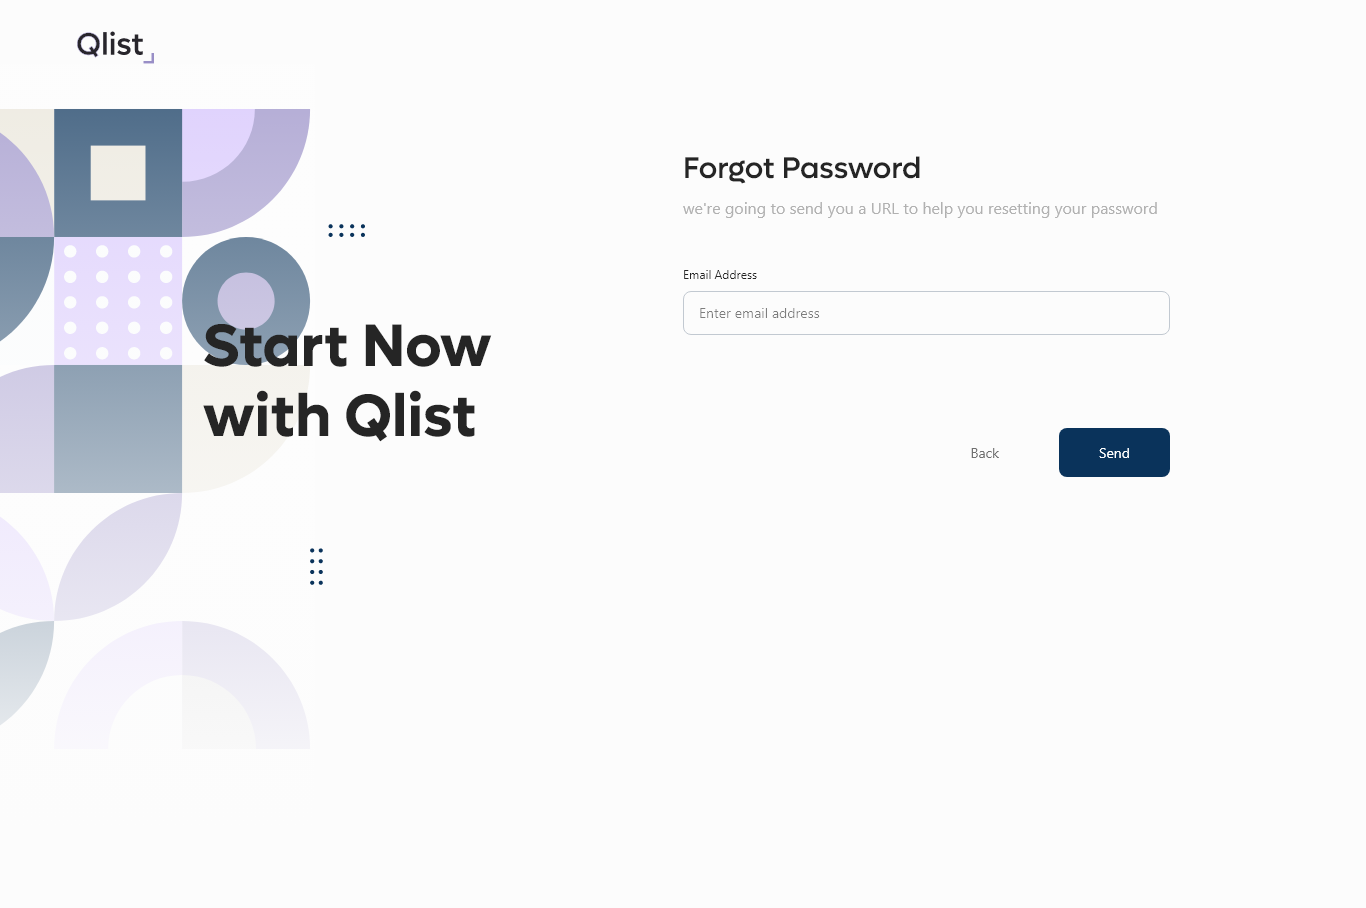 Qlist
Forgot Password
we're going to send you a URL to help you resetting your password
Email Address
Enter email address
Start Now
with Qlist
Back
Send